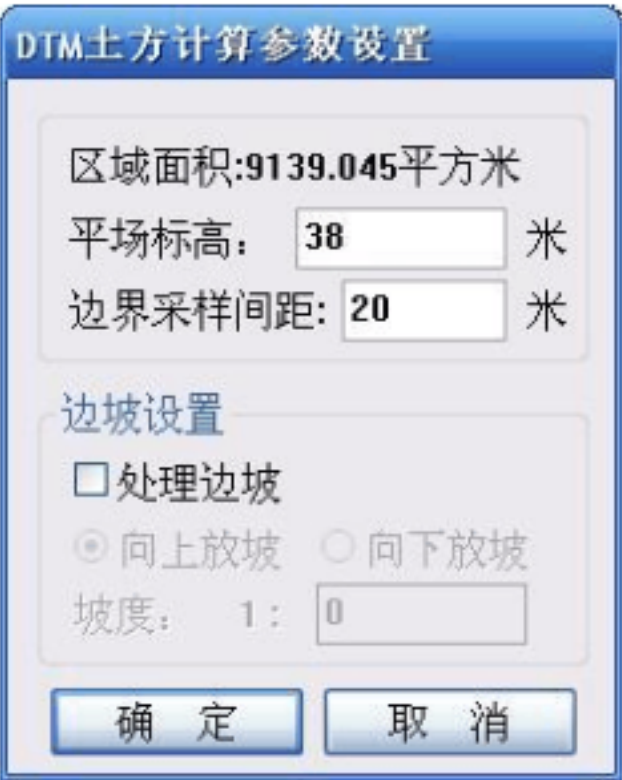 DTM土方计算参数设置
区域面积:9139.045平方米
平场标高: 38 米
边界采样间距: 20 米
边坡设置
处理边坡
向上放坡 向下放坡
坡度: 1: 0
确 定 取 消